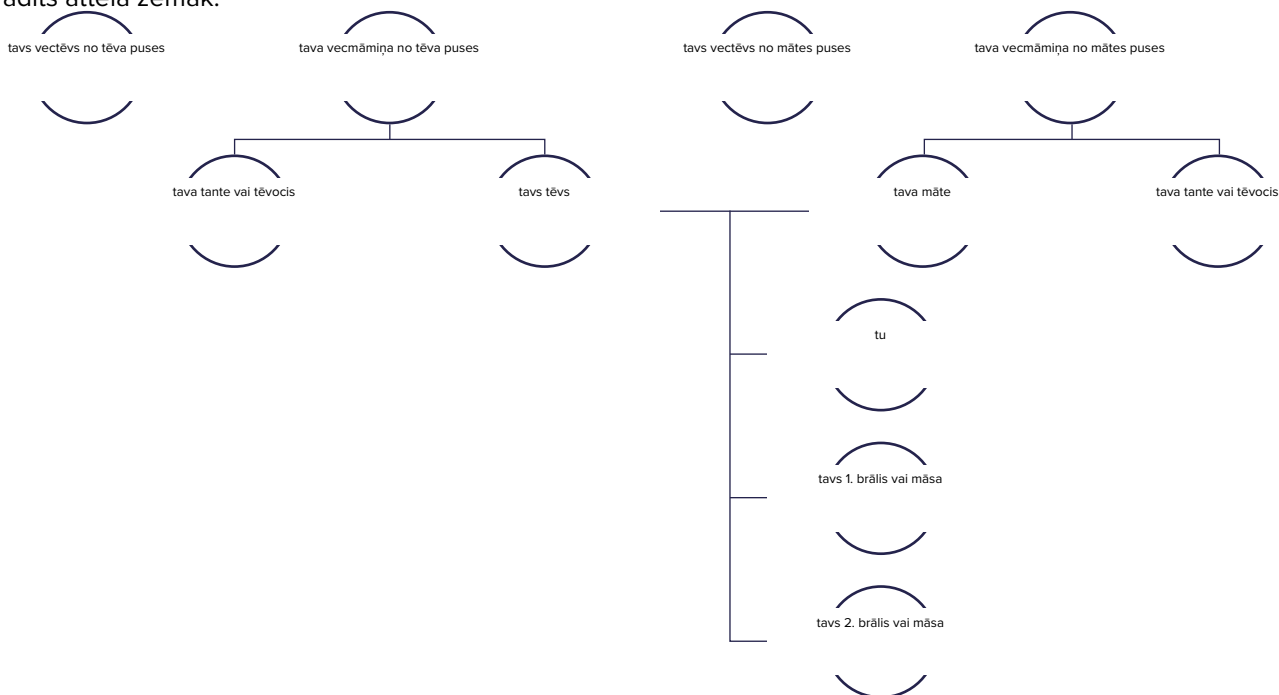 attēlā zemāk.
tavs vectēvs no tēva puses
tava vecmāmiņa no tēva puses
tavs vectēvs no mātes puses
tava vecmāmiņa no mātes puses
tava tante vai tēvocis
tavs tēvs
tava māte
tava tante vai tēvocis
tu
tavs 1. brālis vai māsa
tavs 2. brālis vai māsa